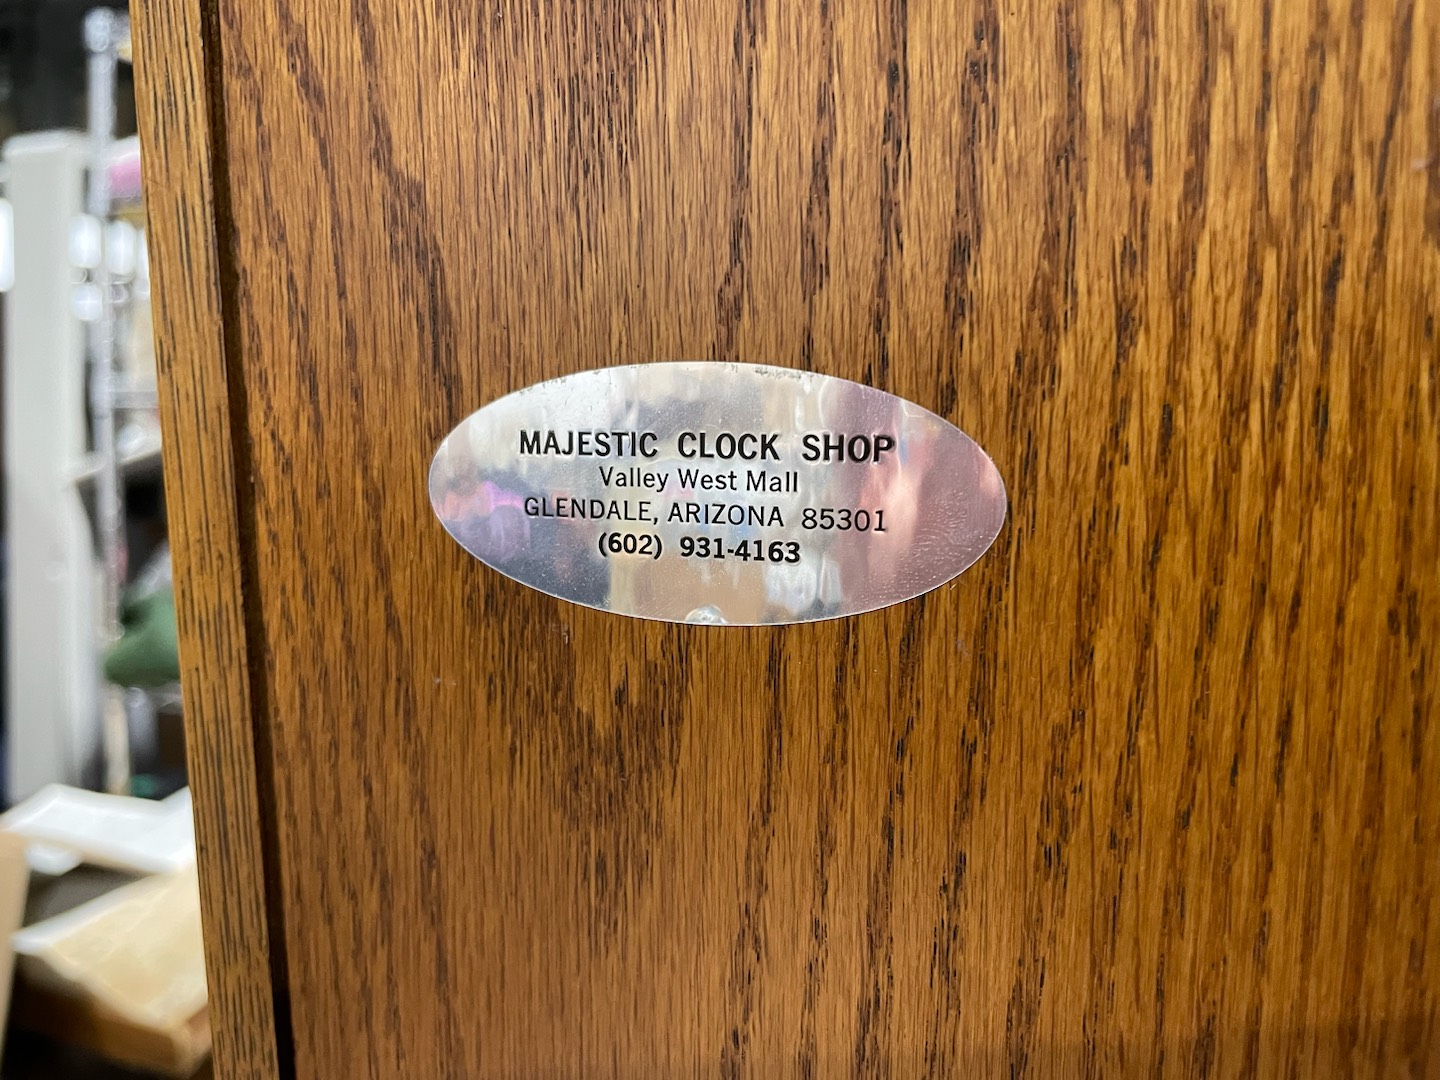 MAJESTIC CLOCK SHOP
Valley West Mall
GLENDALE, ARIZONA 85301
(602) 931-4163